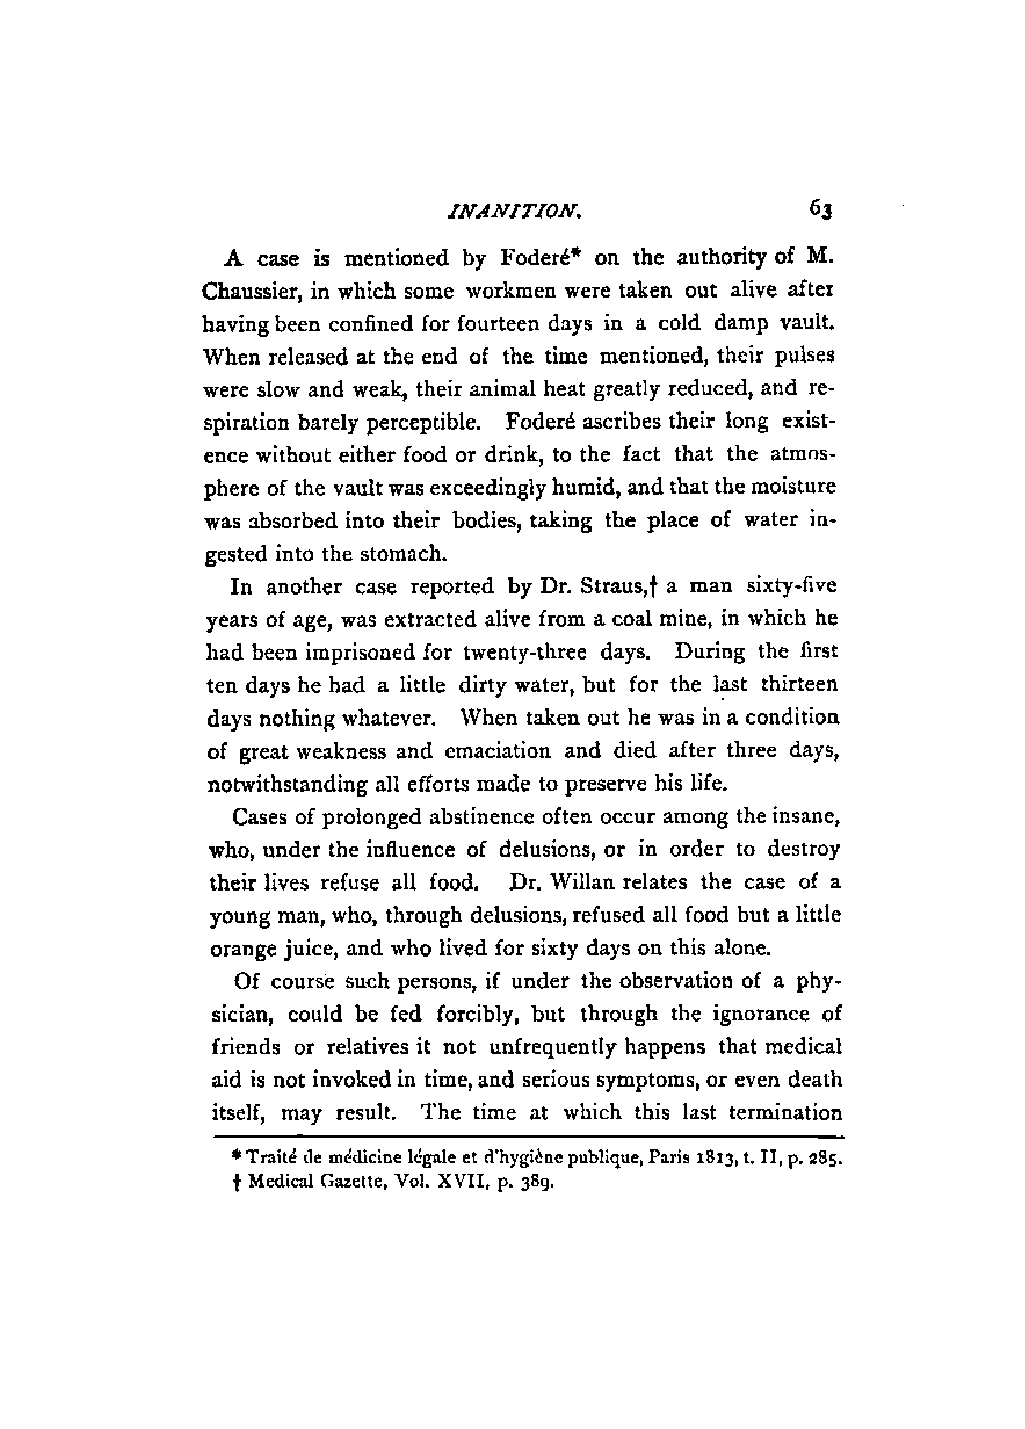 INANITION. 63
A case is mentioned by Foderé* on the authority of M.
Chaussier, in which some workmen were taken out alive after
having been confined for fourteen days in a cold damp vault.
When released at the end of the time mentioned, their pulses
were slow and weak, their animal heat greatly reduced, and re-
spiration barely perceptible. Foderé ascribes their long exist-
ence without either food or drink, to the fact that the atmos-
phere of the vault was exceedingly humid, and that the moisture
was absorbed into their bodies, taking the place of water in-
gested into the stomach.
In another case reported by Dr. Straus,† a man sixty-five
years of age, was extracted alive from a coal mine, in which he
had been imprisoned for twenty-three days. During the first
ten days he had a little dirty water, but for the last thirteen
days nothing whatever. When taken out he was in a condition
of great weakness and emaciation and died after three days,
notwithstanding all efforts made to preserve his life.
Cases of prolonged abstinence often occur among the insane,
who, under the influence of delusions, or in order to destroy
their lives refuse all food. Dr. Willan relates the case of a
young man, who, through delusions, refused all food but a little
orange juice, and who lived for sixty days on this alone.
Of course such persons, if under the observation of a phy-
sician, could be fed forcibly, but through the ignorance of
friends or relatives it not unfrequently happens that medical
aid is not invoked in time, and serious symptoms, or even death
itself, may result. The time at which this last termination
* Traité de médicine légale et d'hygiène publique, Paris 1813, t. II, p. 285.
† Medical Gazette, Vol. XVII, p. 389.